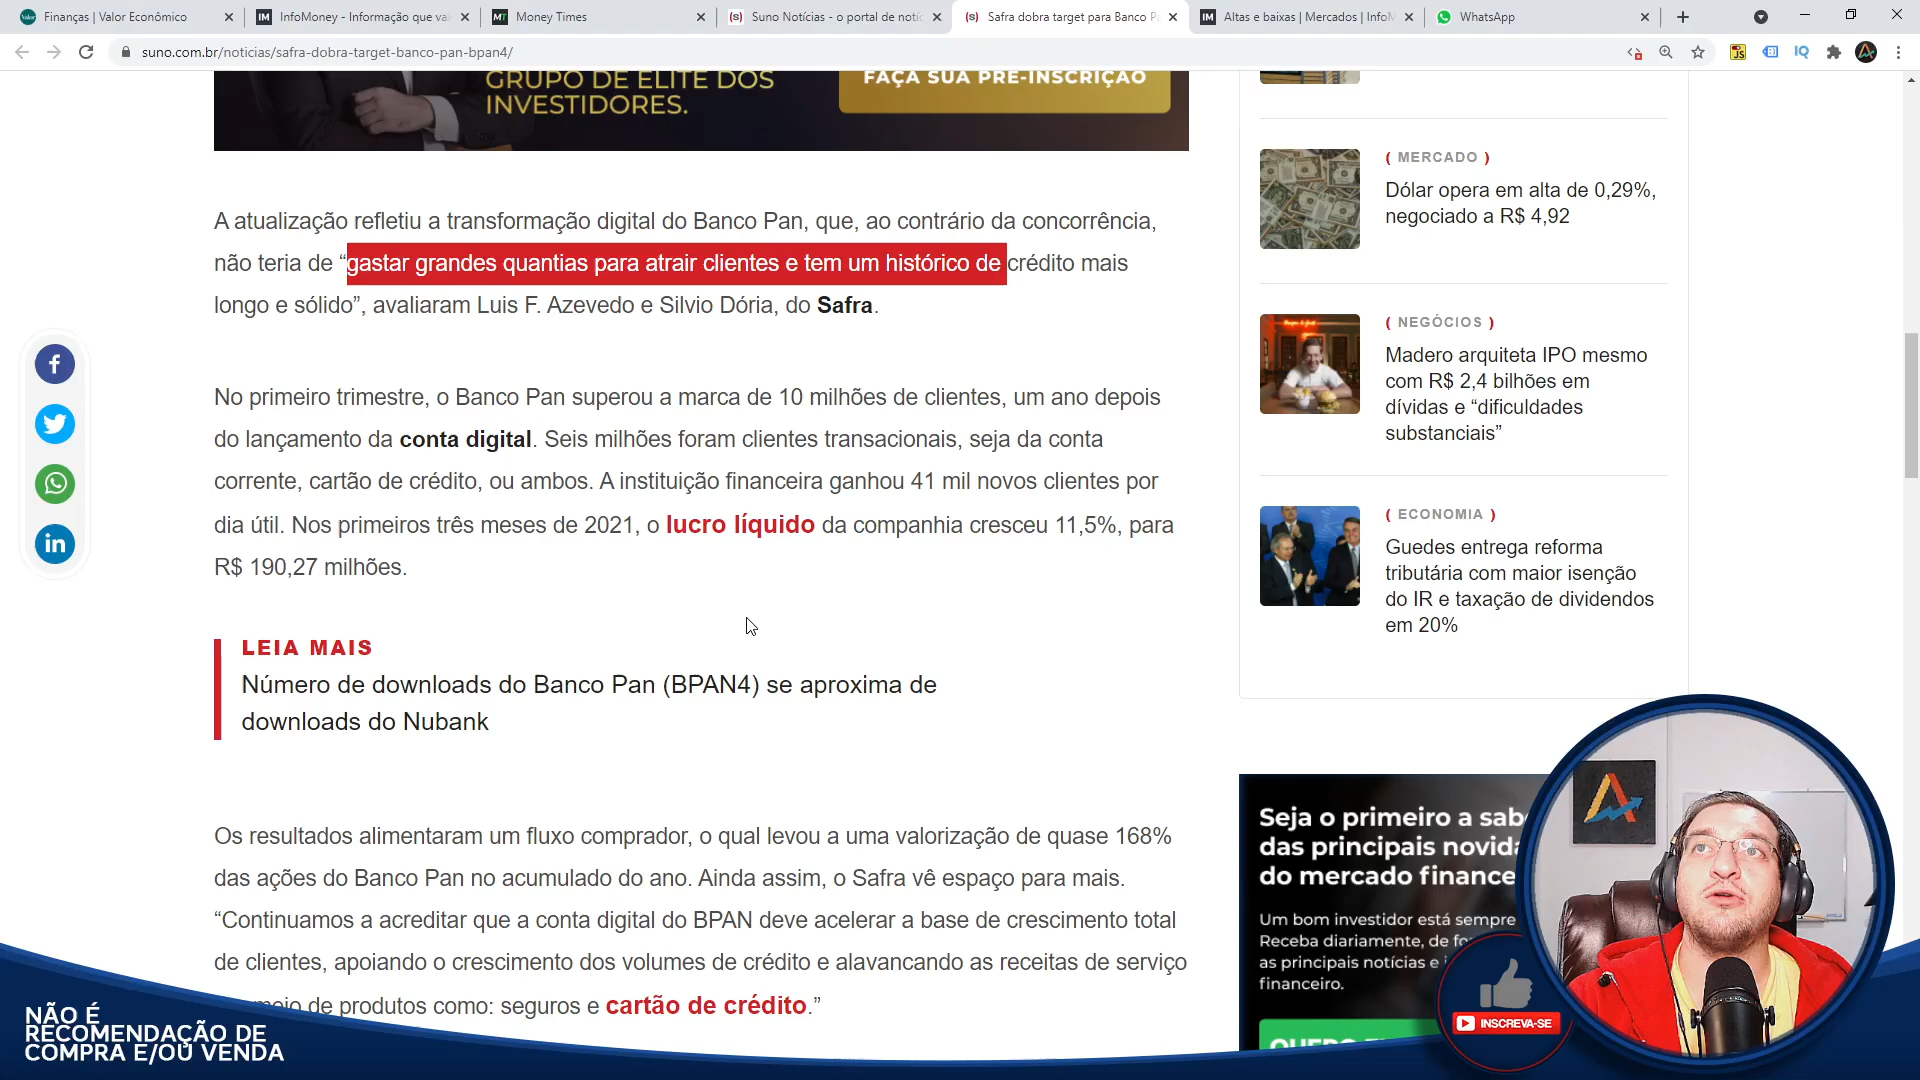 Finanças | Valor Econômico
InfoMoney - Informação que va
Money Times
Suno Notícias - o portal de notíc
Safra dobra target para Banco P
Altas e baixas | Mercados | InfoM
WhatsApp
suno.com.br/noticias/safra-dobra-target-banco-pan-bpan4/
GRUPO DE ELITE DOS
INVESTIDORES.
FAÇA SUA PRÉ-INSCRIÇÃO
A atualização refletiu a transformação digital do Banco Pan, que, ao contrário da concorrência,
não teria de “gastar grandes quantias para atrair clientes e tem um histórico de crédito mais
longo e sólido”, avaliaram Luis F. Azevedo e Silvio Dória, do Safra.
No primeiro trimestre, o Banco Pan superou a marca de 10 milhões de clientes, um ano depois
do lançamento da conta digital. Seis milhões foram clientes transacionais, seja da conta
corrente, cartão de crédito, ou ambos. A instituição financeira ganhou 41 mil novos clientes por
dia útil. Nos primeiros três meses de 2021, o lucro líquido da companhia cresceu 11,5%, para
R$ 190,27 milhões.
LEIA MAIS
Número de downloads do Banco Pan (BPAN4) se aproxima de
downloads do Nubank
Os resultados alimentaram um fluxo comprador, o qual levou a uma valorização de quase 168%
das ações do Banco Pan no acumulado do ano. Ainda assim, o Safra vê espaço para mais.
“Continuamos a acreditar que a conta digital do BPAN deve acelerar a base de crescimento total
de clientes, apoiando o crescimento dos volumes de crédito e alavancando as receitas de serviço
meio de produtos como: seguros e cartão de crédito.”
( MERCADO )
Dólar opera em alta de 0,29%,
negociado a R$ 4,92
( NEGÓCIOS )
Madero arquiteta IPO mesmo
com R$ 2,4 bilhões em
dívidas e “dificuldades
substanciais”
( ECONOMIA )
Guedes entrega reforma
tributária com maior isenção
do IR e taxação de dividendos
em 20%
Seja o primeiro a sab
das principais novida
do mercado finance
Um bom investidor está sempre
Receba diariamente, de fo
as principais notícias e
financeiro.
INSCREVA-SE
NÃO É
RECOMENDAÇÃO DE
COMPRA E/OU VENDA